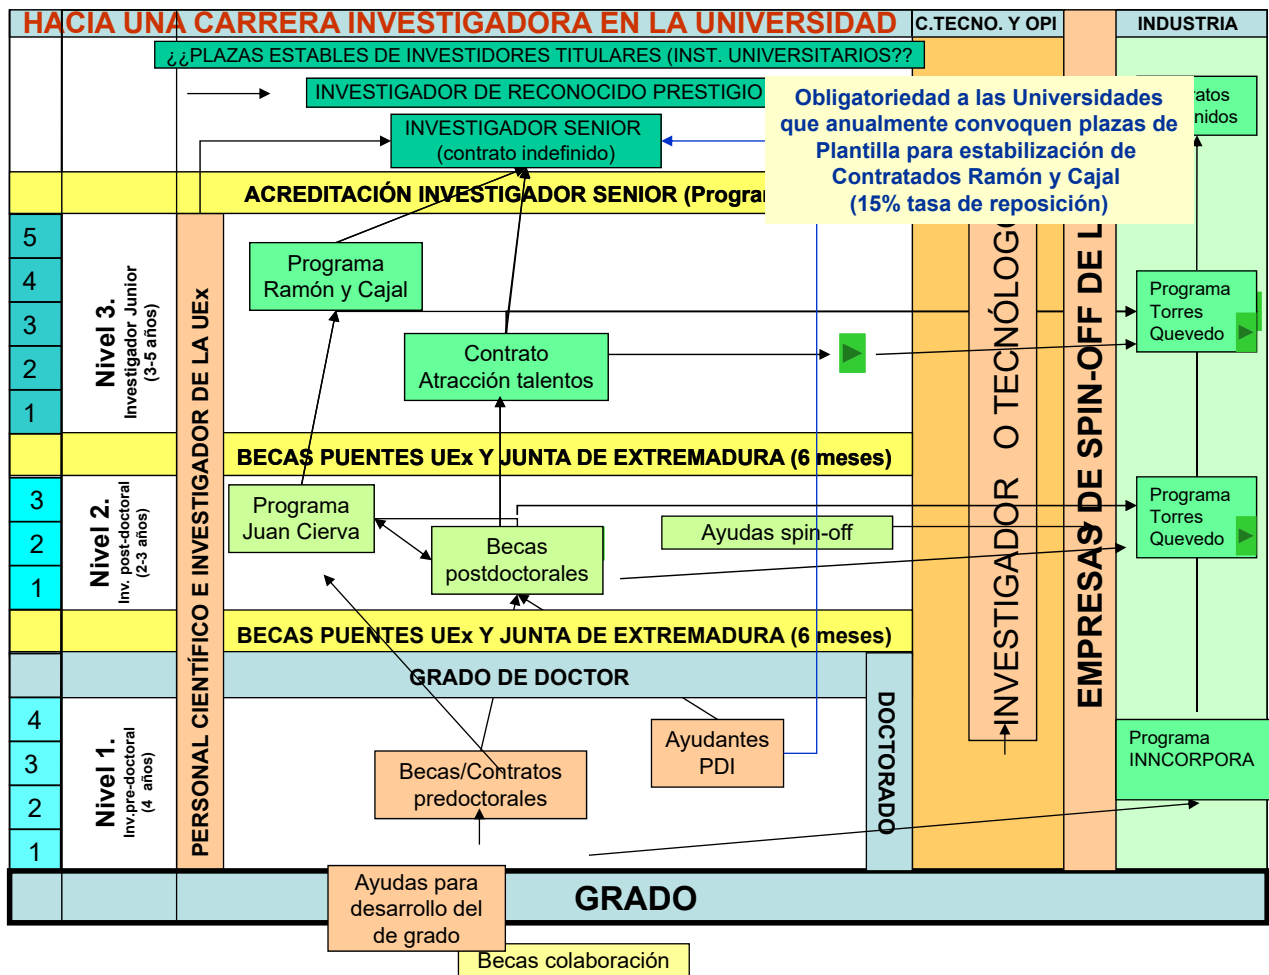 HACIA UNA CARRERA INVESTIGADORA EN LA UNIVERSIDAD
C.TECNO. Y OPI
INDUSTRIA
¿¿PLAZAS ESTABLES DE INVESTIDORES TITULARES (INST. UNIVERSITARIOS??
INVESTIGADOR DE RECONOCIDO PRESTIGIO
INVESTIGADOR SENIOR
(contrato indefinido)
Obligatoriedad a las Universidades
que anualmente convoquen plazas de
Plantilla para estabilización de
Contratados Ramón y Cajal
(15% tasa de reposición)
atos
nidos
ACREDITACIÓN INVESTIGADOR SENIOR (Progra
5
4
3
2
1
Nivel 3.
Investigador Junior
(3-5 años)
PERSONAL CIENTÍFICO E INVESTIGADOR DE LA UEx
Programa
Ramón y Cajal
Contrato
Atracción talentos
INVESTIGADOR O TECNÓLOGO
EMPRESAS DE SPIN-OFF DE L
Programa
Torres
Quevedo
BECAS PUENTES UEx Y JUNTA DE EXTREMADURA (6 meses)
3
2
1
Nivel 2.
Inv. post-doctoral
(2-3 años)
Programa
Juan Cierva
Becas
postdoctorales
Ayudas spin-off
Programa
Torres
Quevedo
BECAS PUENTES UEx Y JUNTA DE EXTREMADURA (6 meses)
GRADO DE DOCTOR
DOCTORADO
4
3
2
1
Nivel 1.
Inv.pre-doctoral
(4 años)
Becas/Contratos
predoctorales
Ayudantes
PDI
Programa
INNCORPORA
GRADO
Ayudas para
desarrollo del
de grado
Becas colaboración